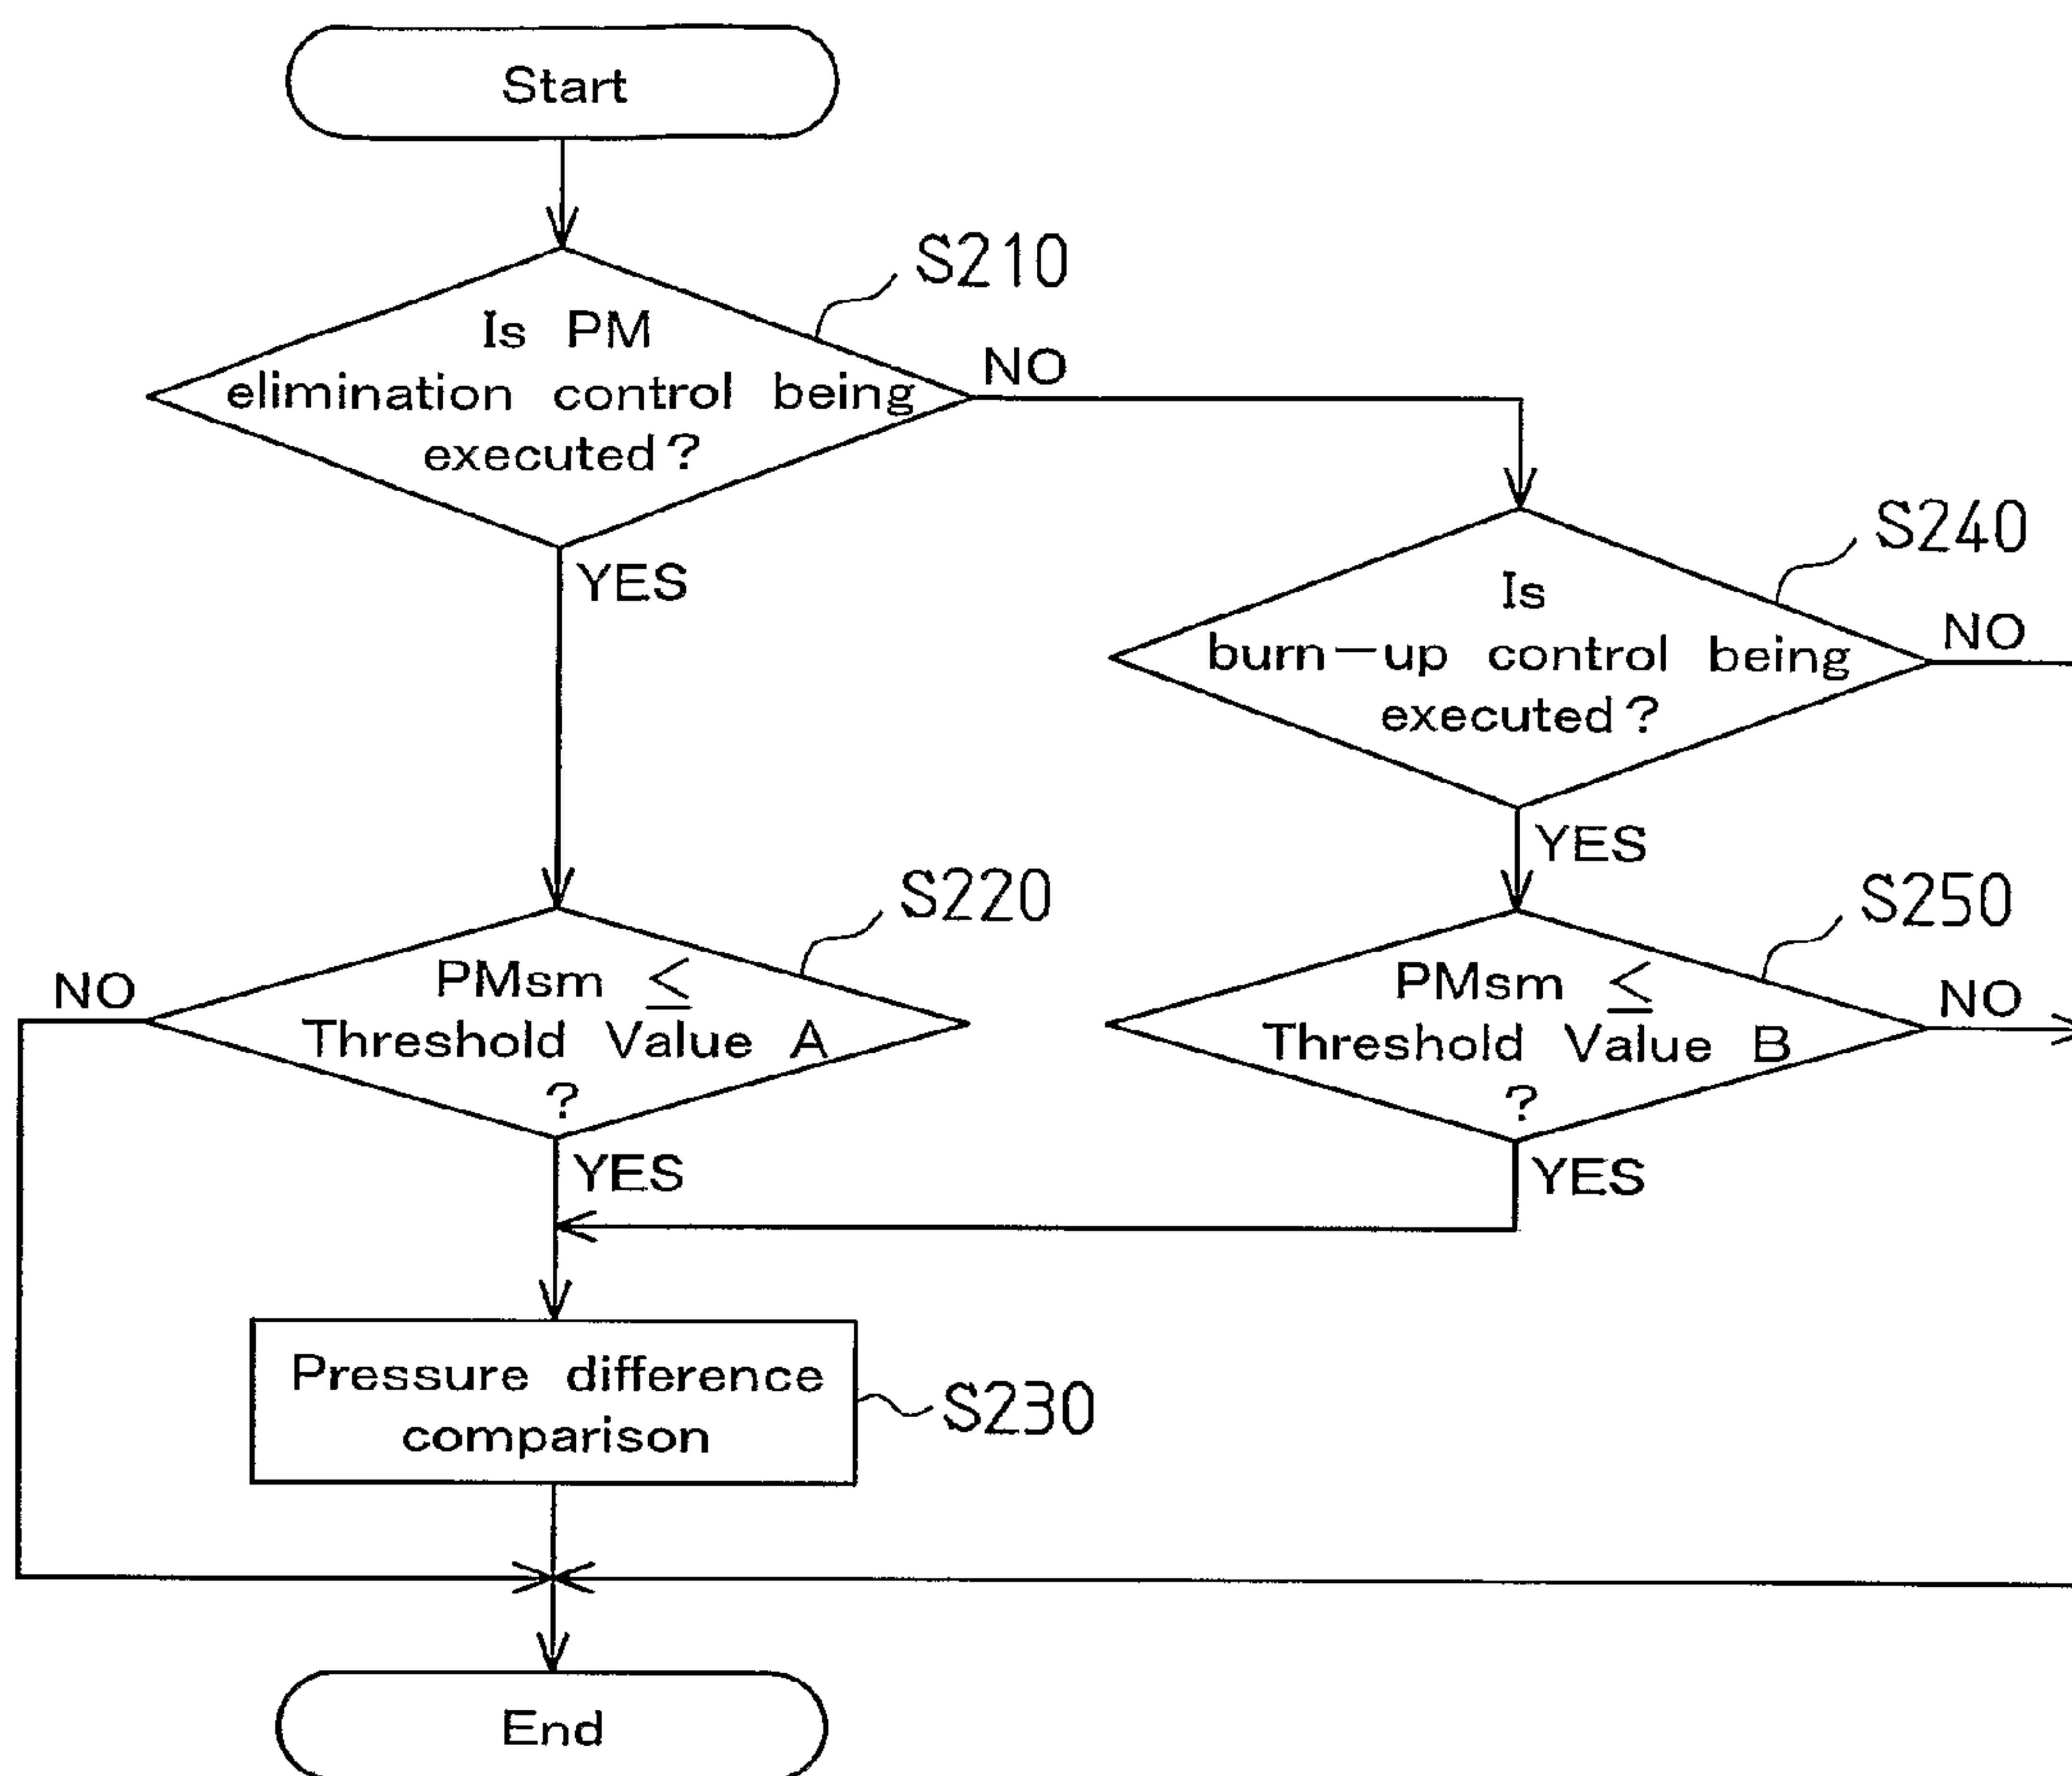 Start
S210
Is PM
elimination control being
executed?
NO
YES
S240
Is
burn-up control being
executed?
NO
YES
S220
PMsm ≤
Threshold Value A
?
NO
YES
S250
PMsm ≤
Threshold Value B
?
NO
YES
Pressure difference
comparison
S230
End